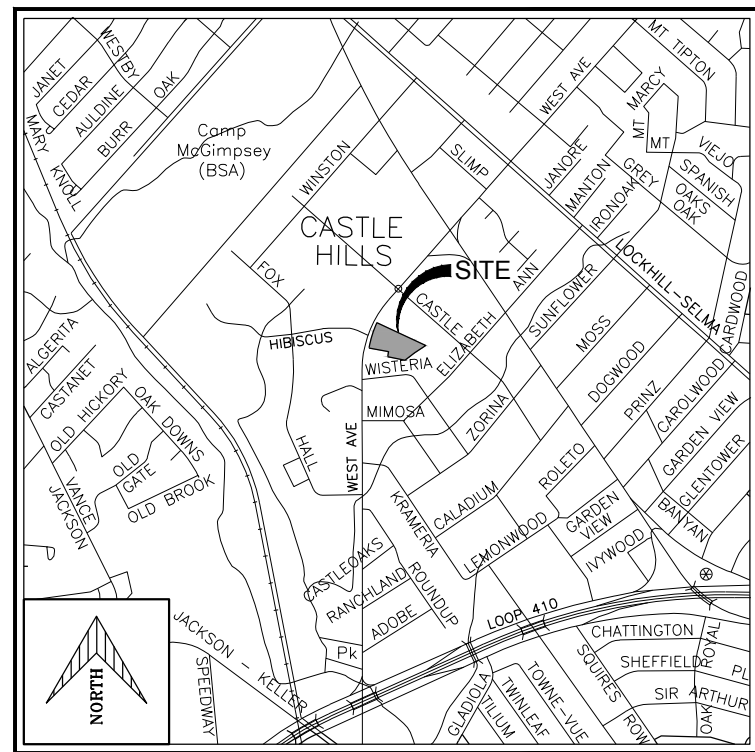 MT TIPTON
WESTBY
JANET
CEDAR
AULDINE
OAK
BURR
MARY KNOLL
Camp
McGimpsey
(BSA)
WINSTON
SLIMP
WEST AVE
JANORE
MANTON
IRONOAK
GREY
OAK
MT
MARCY
MT
VIEJO
SPANISH
OAKS
CASTLE
HILLS
SITE
FOX
CASTLE
ANN
ELIZABETH
SUNFLOWER
LOCKHILL-SELMA
CARDWOOD
HIBISCUS
WISTERIA
MIMOSA
ZORINA
MOSS
DOGWOOD
PRINZ
CAROLWOOD
GARDEN VIEW
GLENTOWER
ALGERITA
CASTANET
OLD HICKORY
OAK DOWNS
OLD
GATE
OLD BROOK
VANCE
JACKSON
HALL
WEST AVE
KRAMERIA
CALADIUM
LEMONWOOD
ROLETO
GARDEN
VIEW
IVYWOOD
BANYAN
CASTLEOAKS
RANCHLAND
ADOBE
ROUNDUP
LOOP 410
Pk
JACKSON - KELLER
SPEEDWAY
GLADIOLA
TILIUM
TWINLEAF
TOWNE-VUE
SQUIRES ROW
CHATTINGTON
SHEFFIELD
PL
SIR ARTHUR
ROYAL
OAK
NORTH